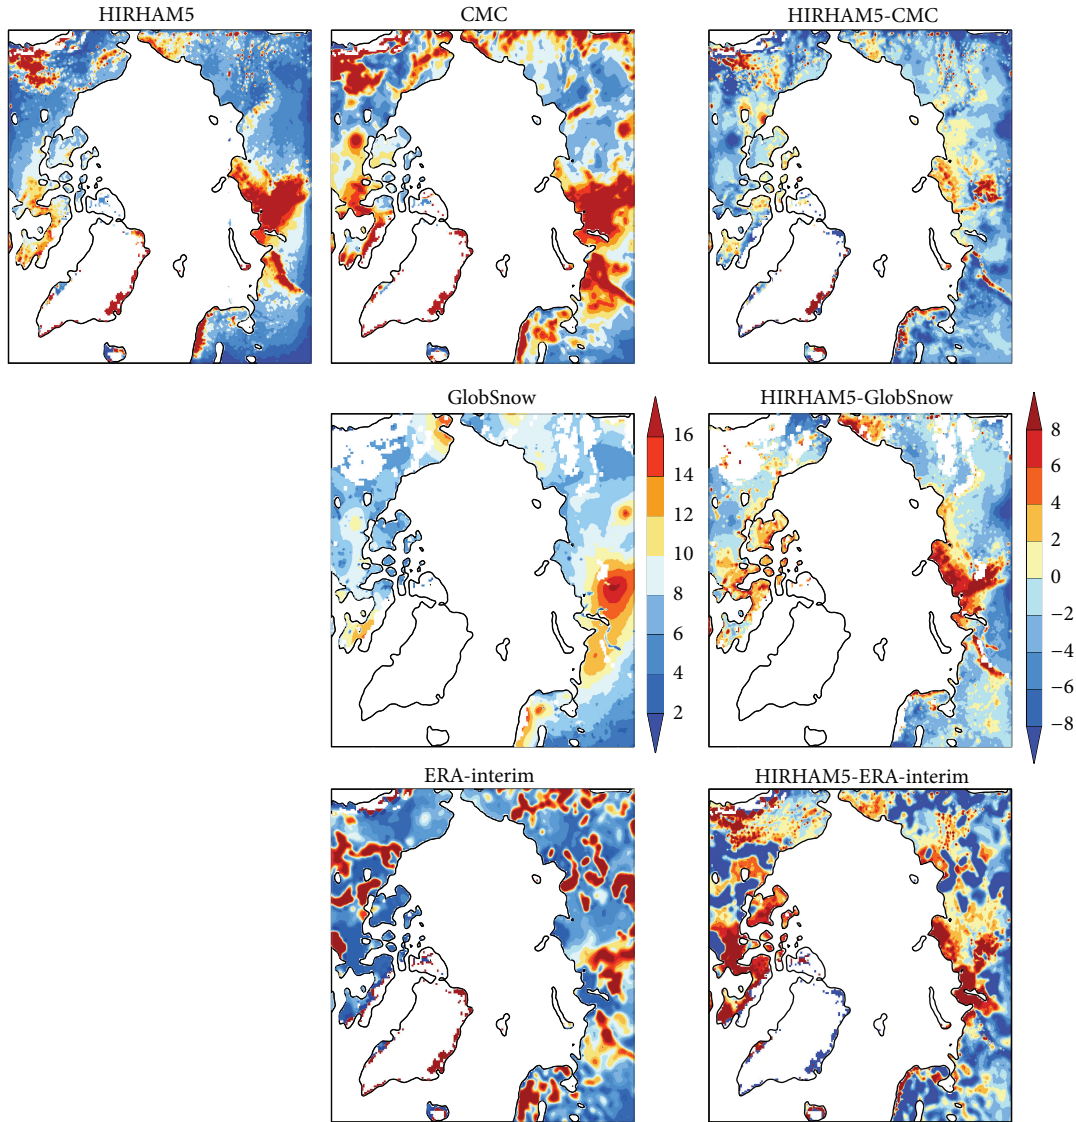 HIRHAM5
CMC
HIRHAM5-CMC
GlobSnow
HIRHAM5-GlobSnow
16
14
12
10
8
6
4
2
8
6
4
2
0
−2
−4
−6
−8
ERA-interim
HIRHAM5-ERA-interim